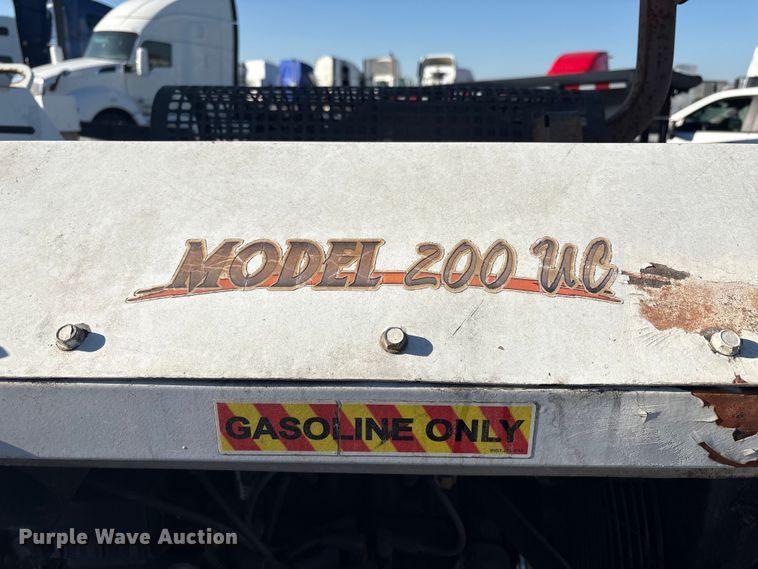 MODEL 200 UC
GASOLINE ONLY
Purple Wave Auction